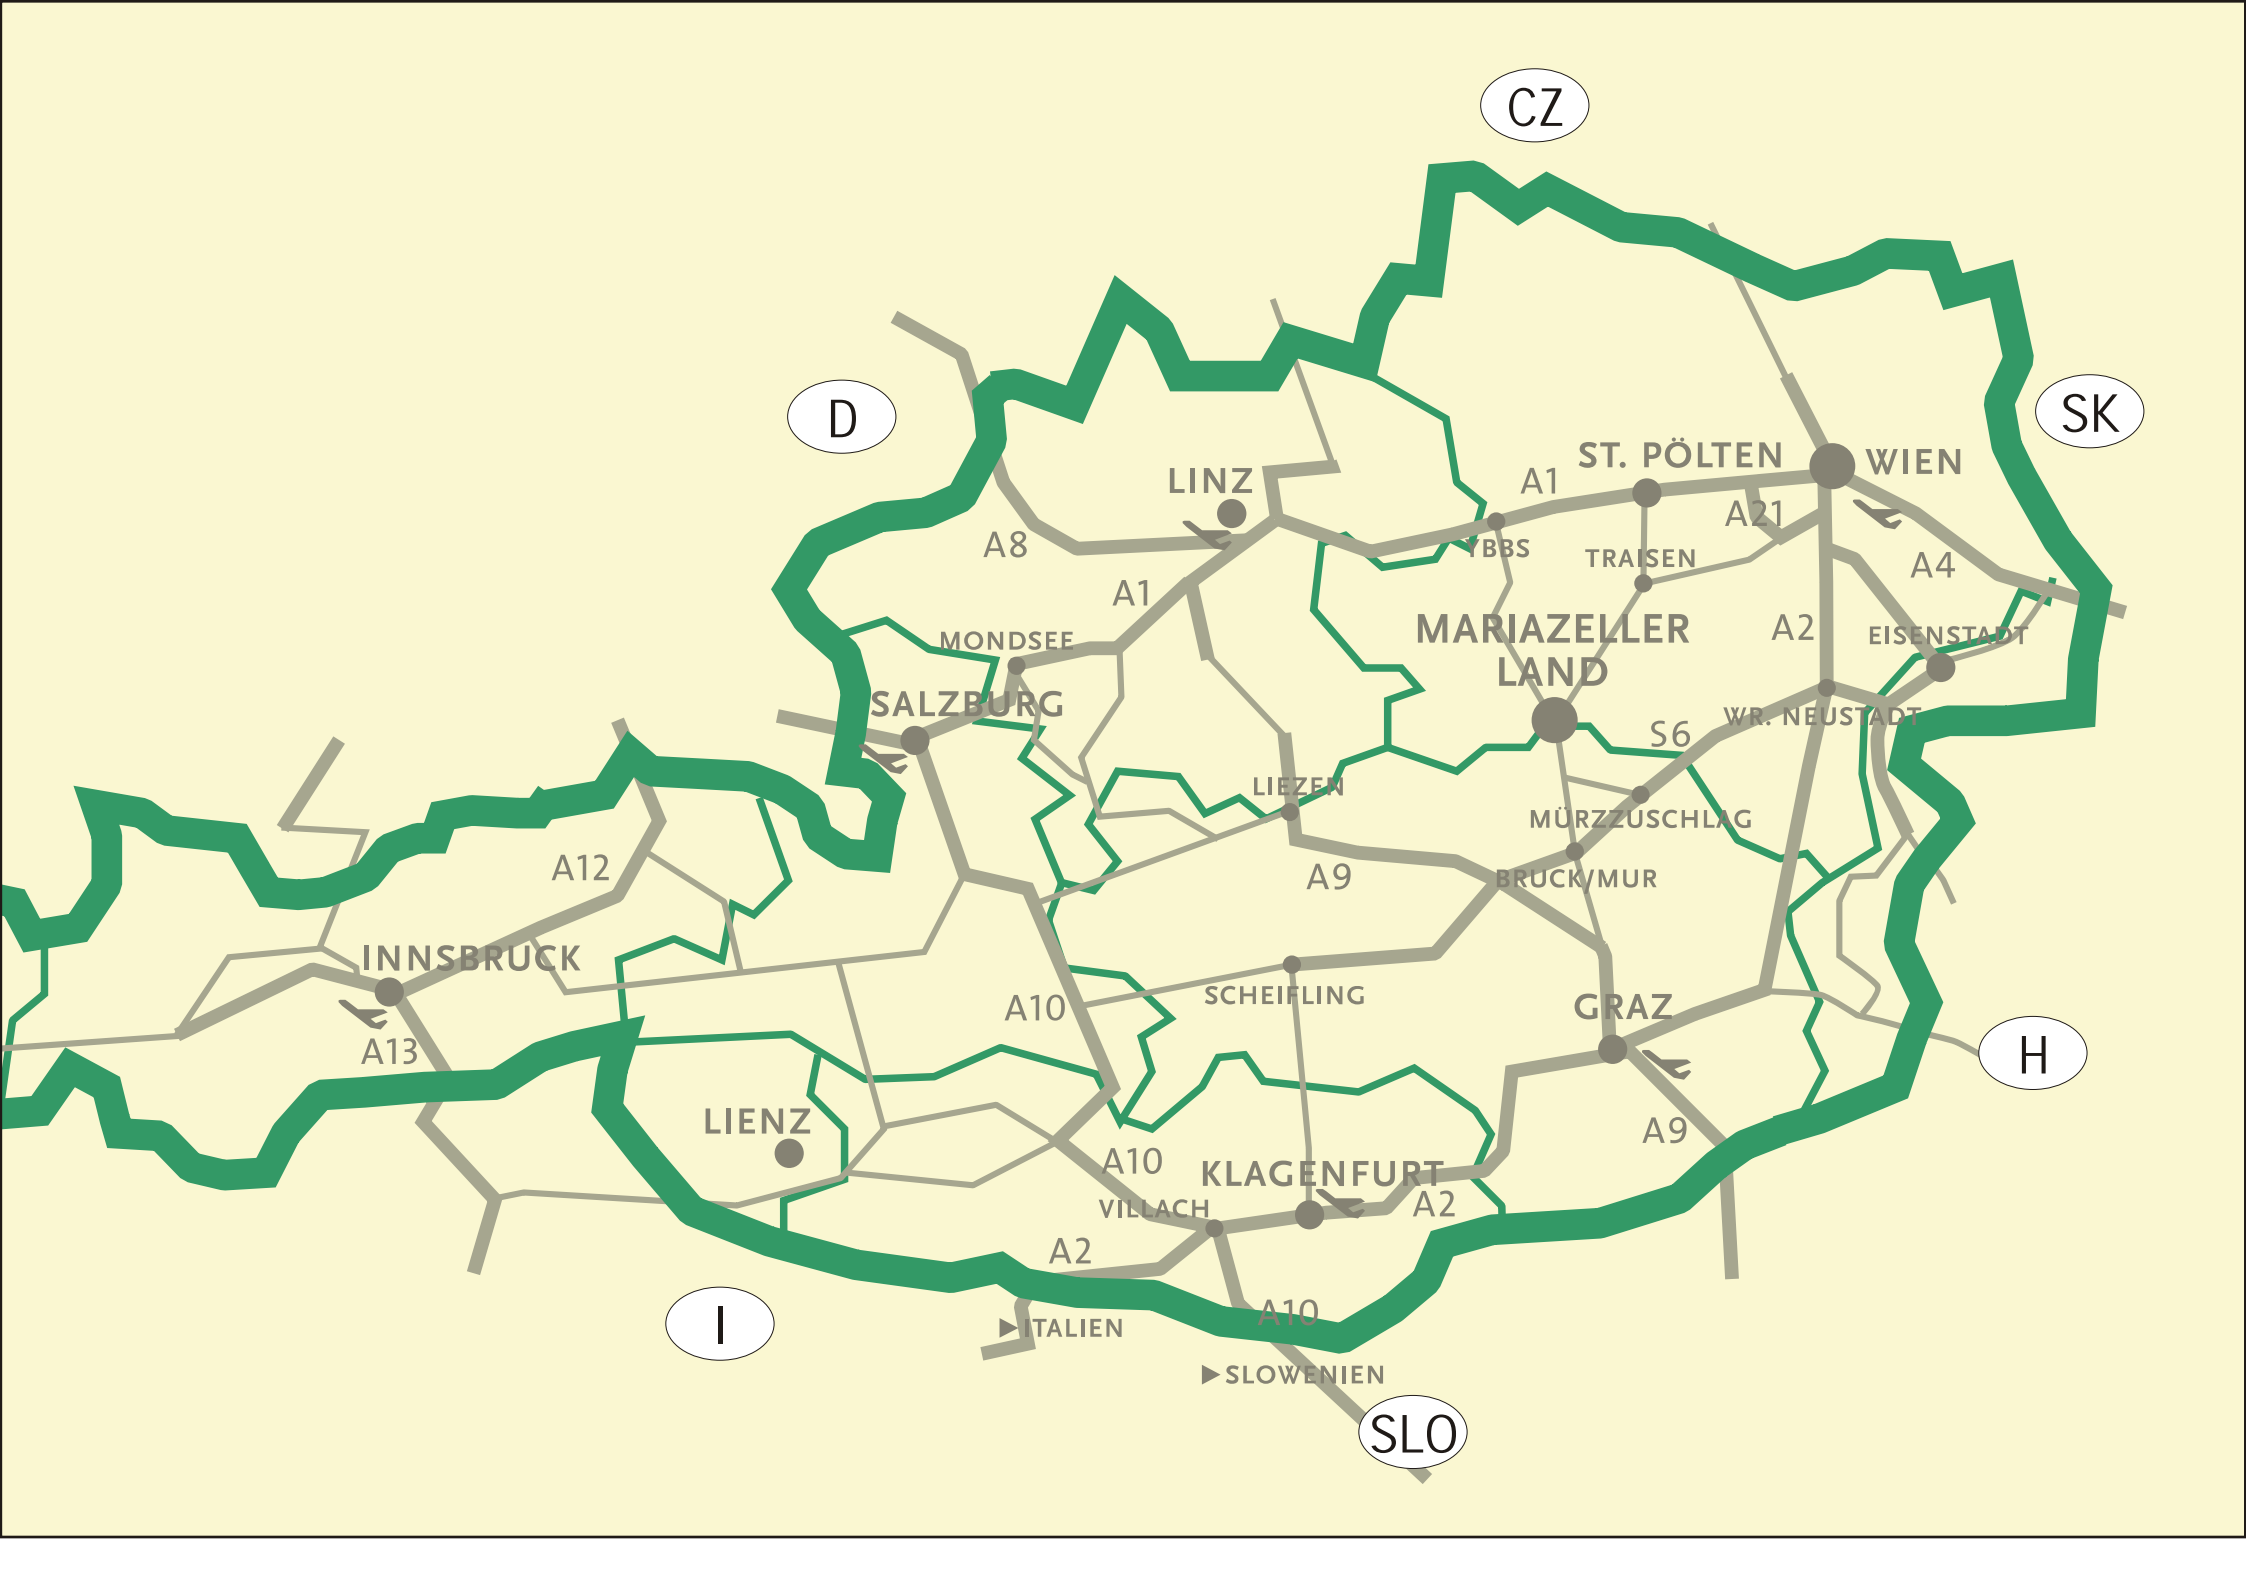 CZ
D
SK
ST. PÖLTEN
WIEN
LINZ
A1
A21
A8
YBBS
TRAISEN
A4
A1
MONDSEE
MARIAZELLER
LAND
A2
EISENSTADT
SALZBURG
WR. NEUSTADT
S6
LIEZEN
MÜRZZUSCHLAG
A12
A9
BRUCK/MUR
INNSBRUCK
SCHEIFLING
A10
GRAZ
A13
H
LIENZ
A9
A10
KLAGENFURT
VILLACH
A2
A2
A10
I
ITALIEN
SLOWENIEN
SLO